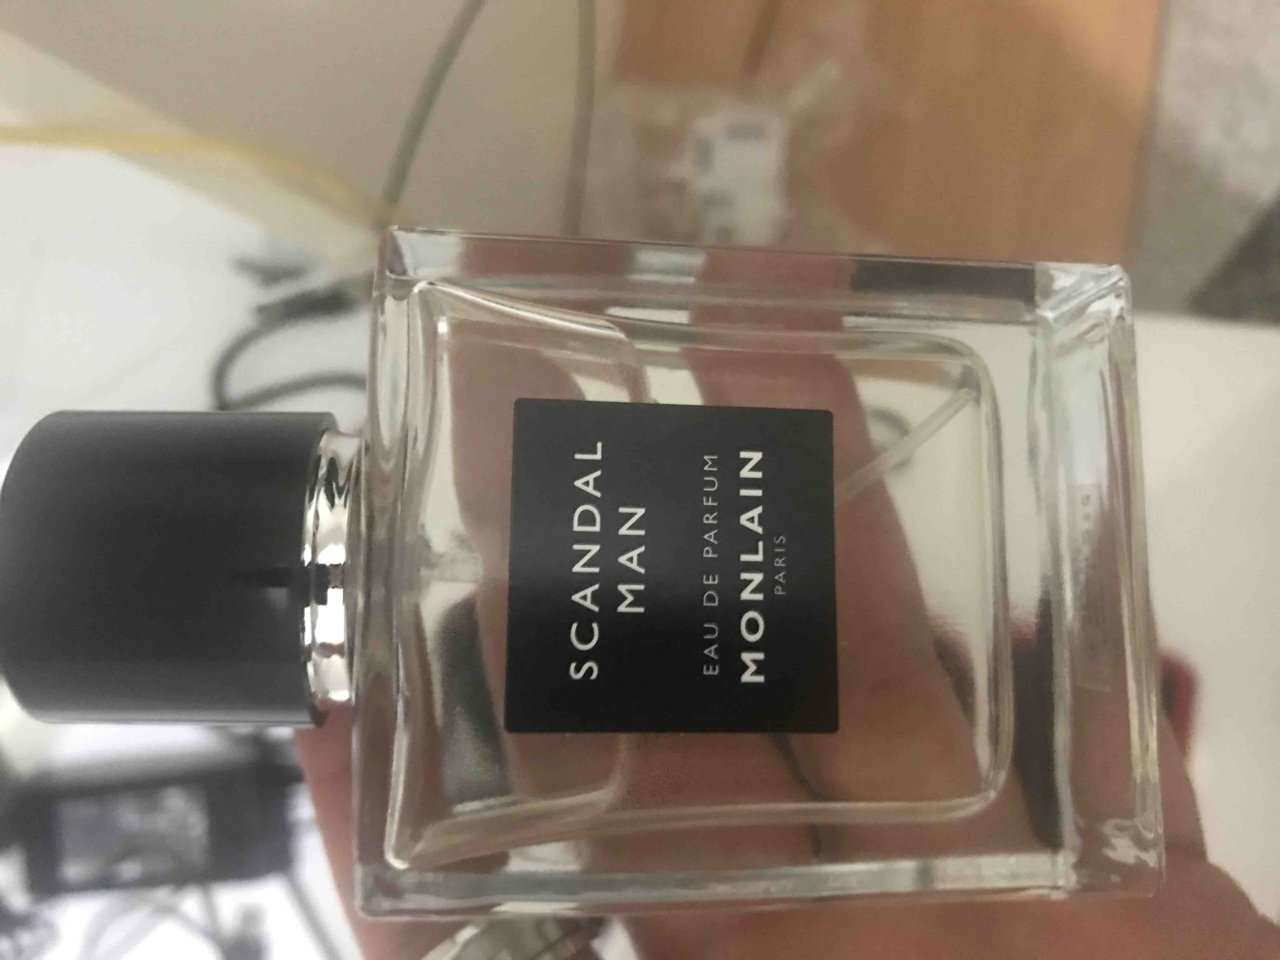 SCANDAL
MAN
EAU DE PARFUM
MONLAIN
PARIS